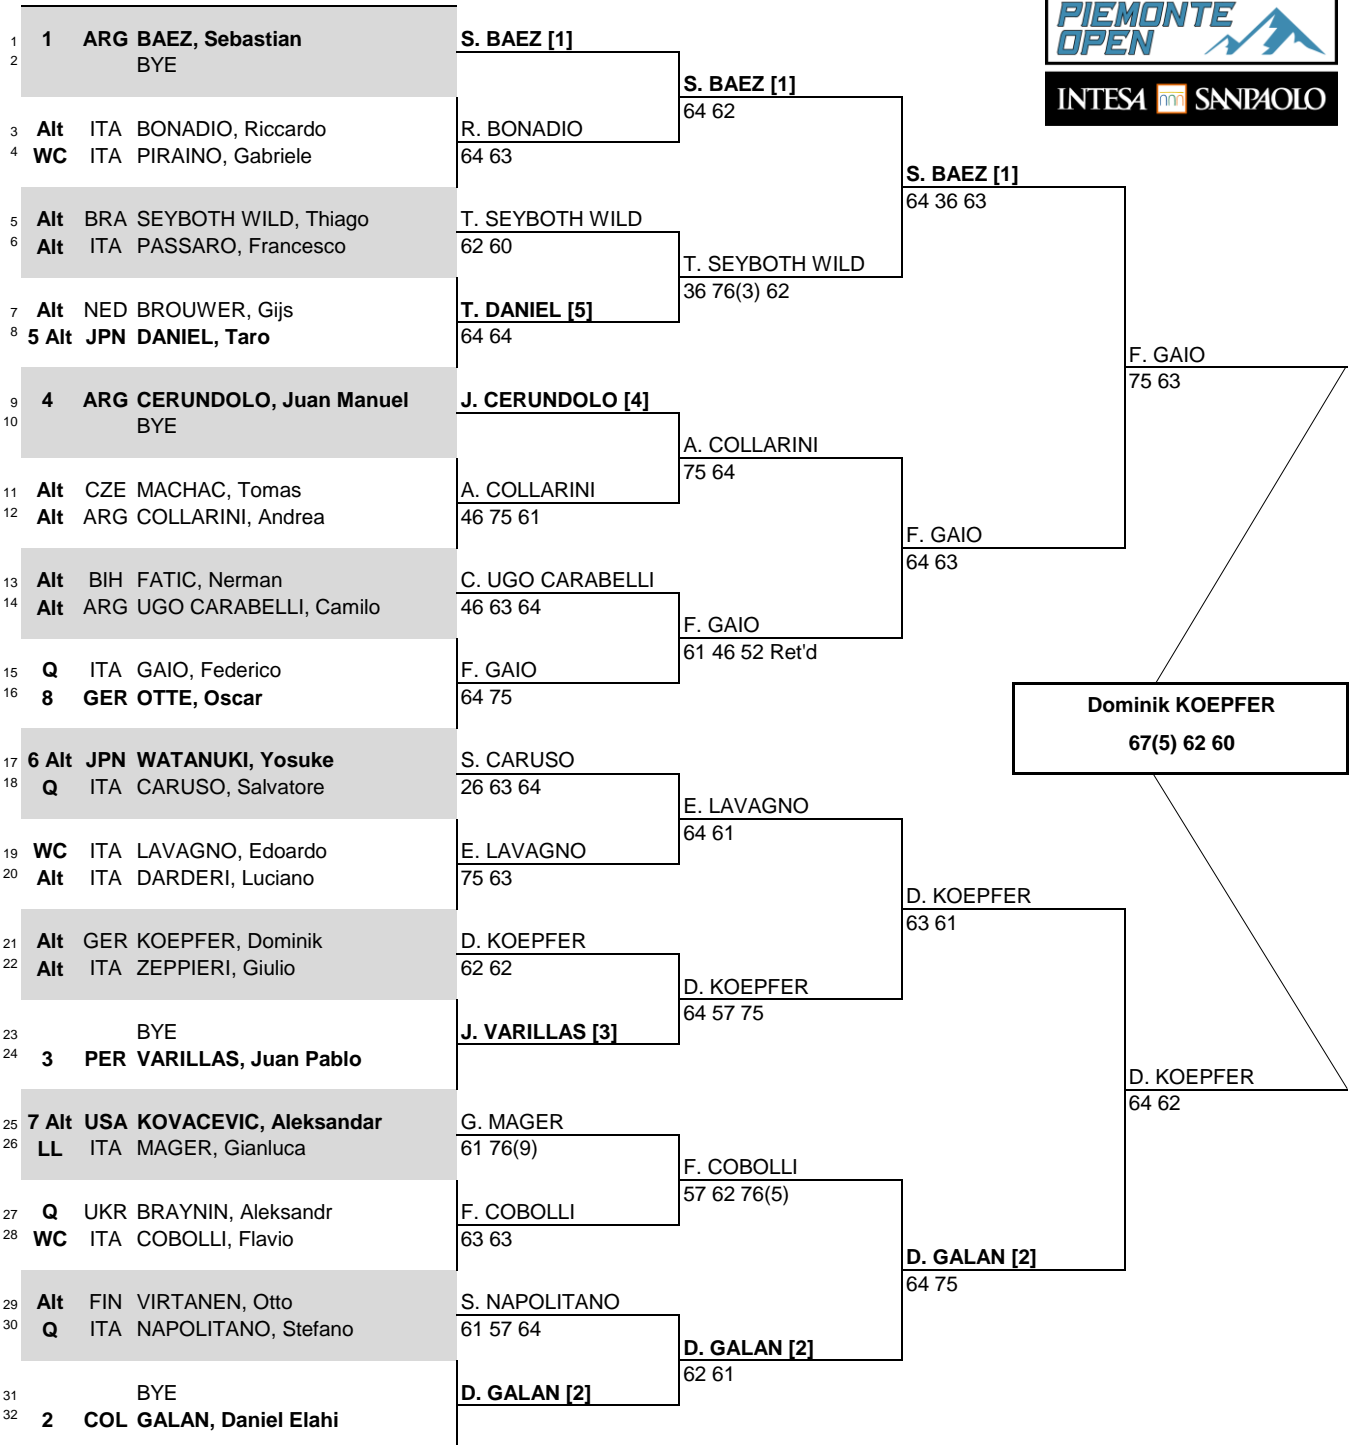 PIEMONTE
OPEN
INTESA SANPAOLO
1 1 ARG BAEZ, Sebastian
2 BYE
3 Alt ITA BONADIO, Riccardo
4 WC ITA PIRAINO, Gabriele
5 Alt BRA SEYBOTH WILD, Thiago
6 Alt ITA PASSARO, Francesco
7 Alt NED BROUWER, Gijs
8 5 Alt JPN DANIEL, Taro
9 4 ARG CERUNDOLO, Juan Manuel
10 BYE
11 Alt CZE MACHAC, Tomas
12 Alt ARG COLLARINI, Andrea
13 Alt BIH FATIC, Nerman
14 Alt ARG UGO CARABELLI, Camilo
15 Q ITA GAIO, Federico
16 8 GER OTTE, Oscar
17 6 Alt JPN WATANUKI, Yosuke
18 Q ITA CARUSO, Salvatore
19 WC ITA LAVAGNO, Edoardo
20 Alt ITA DARDERI, Luciano
21 Alt GER KOEPFER, Dominik
22 Alt ITA ZEPPIERI, Giulio
23 BYE
24 3 PER VARILLAS, Juan Pablo
25 7 Alt USA KOVACEVIC, Aleksandar
26 LL ITA MAGER, Gianluca
27 Q UKR BRAYNIN, Aleksandr
28 WC ITA COBOLLI, Flavio
29 Alt FIN VIRTANEN, Otto
30 Q ITA NAPOLITANO, Stefano
31 BYE
32 2 COL GALAN, Daniel Elahi
S. BAEZ [1]
R. BONADIO
64 63
T. SEYBOTH WILD
62 60
T. DANIEL [5]
64 64
J. CERUNDOLO [4]
A. COLLARINI
46 75 61
C. UGO CARABELLI
46 63 64
F. GAIO
64 75
S. CARUSO
26 63 64
E. LAVAGNO
75 63
D. KOEPFER
62 62
J. VARILLAS [3]
G. MAGER
61 76(9)
F. COBOLLI
63 63
S. NAPOLITANO
61 57 64
D. GALAN [2]
S. BAEZ [1]
64 62
T. SEYBOTH WILD
36 76(3) 62
A. COLLARINI
75 64
F. GAIO
61 46 52 Ret'd
E. LAVAGNO
64 61
D. KOEPFER
64 57 75
F. COBOLLI
57 62 76(5)
D. GALAN [2]
62 61
S. BAEZ [1]
64 36 63
F. GAIO
64 63
D. KOEPFER
63 61
D. GALAN [2]
64 75
F. GAIO
75 63
D. KOEPFER
64 62
Dominik KOEPFER
67(5) 62 60